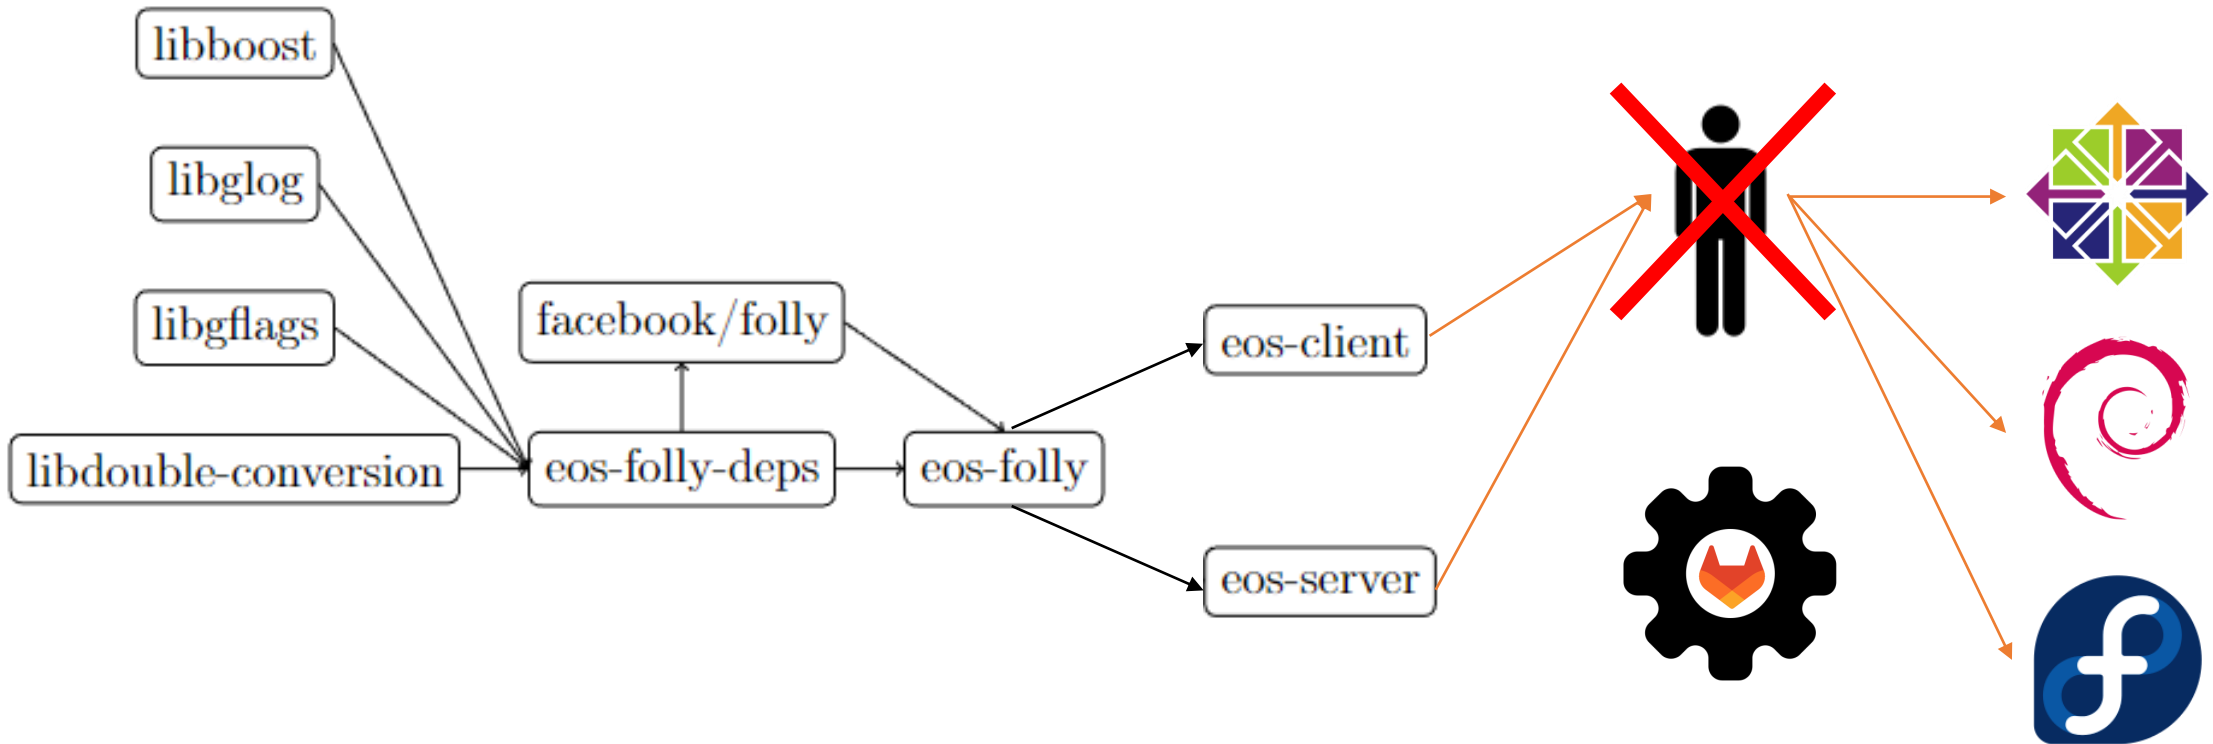 libboost
libglog
libgflags
libdouble-conversion
facebook/folly
eos-folly-deps
eos-folly
eos-client
eos-server